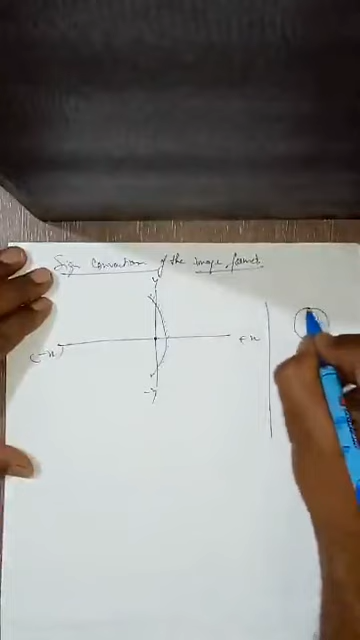 Sign convention of the image formed
y
(-x)
+x
-y